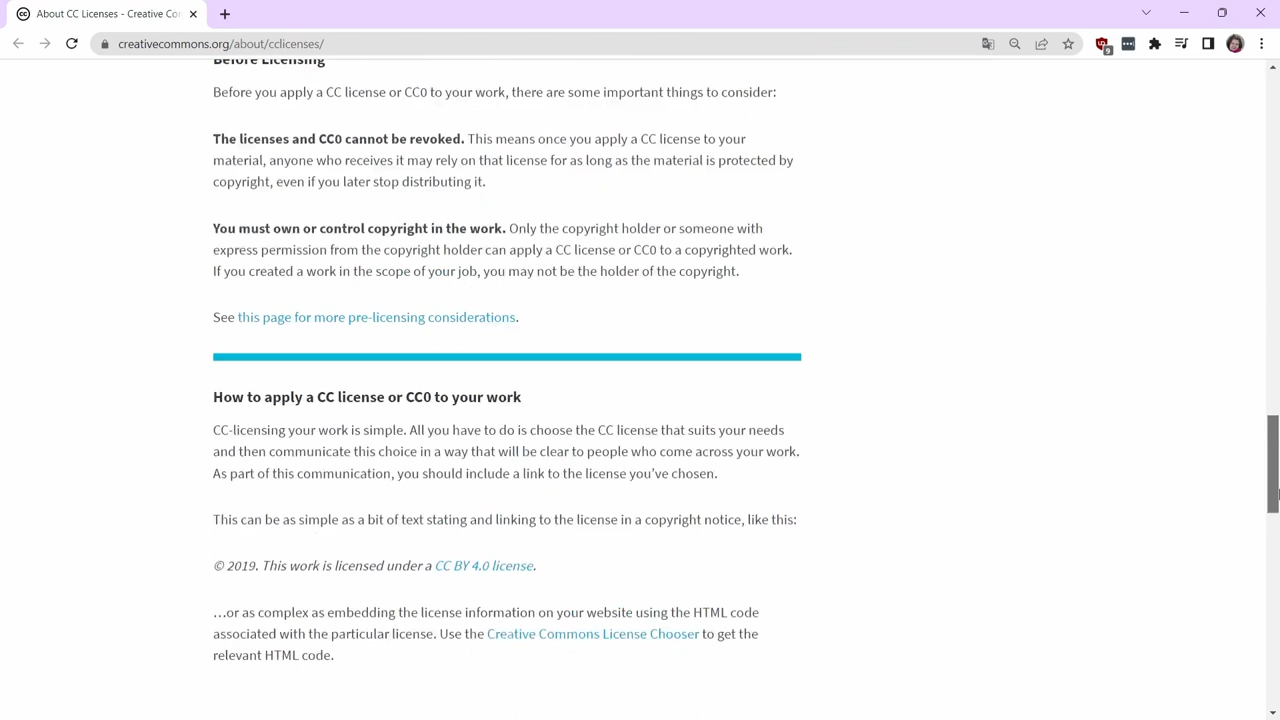 About CC Licenses - Creative Co
creativecommons.org/about/cclicenses/
9
Before Licensing
Before you apply a CC license or CC0 to your work, there are some important things to consider:
The licenses and CC0 cannot be revoked. This means once you apply a CC license to your
material, anyone who receives it may rely on that license for as long as the material is protected by
copyright, even if you later stop distributing it.
You must own or control copyright in the work. Only the copyright holder or someone with
express permission from the copyright holder can apply a CC license or CC0 to a copyrighted work.
If you created a work in the scope of your job, you may not be the holder of the copyright.
See this page for more pre-licensing considerations.
How to apply a CC license or CC0 to your work
CC-licensing your work is simple. All you have to do is choose the CC license that suits your needs
and then communicate this choice in a way that will be clear to people who come across your work.
As part of this communication, you should include a link to the license you’ve chosen.
This can be as simple as a bit of text stating and linking to the license in a copyright notice, like this:
© 2019. This work is licensed under a CC BY 4.0 license.
…or as complex as embedding the license information on your website using the HTML code
associated with the particular license. Use the Creative Commons License Chooser to get the
relevant HTML code.